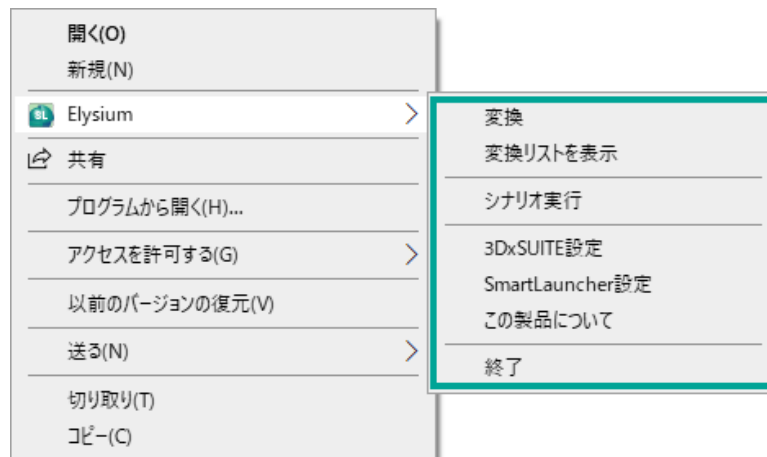 開く(O)
新規(N)
SL Elysium
共有
プログラムから開く(H)...
アクセスを許可する(G)
以前のバージョンの復元(V)
送る(N)
切り取り(T)
コピー(C)
変換
変換リストを表示
シナリオ実行
3DxSUITE設定
SmartLauncher設定
この製品について
終了